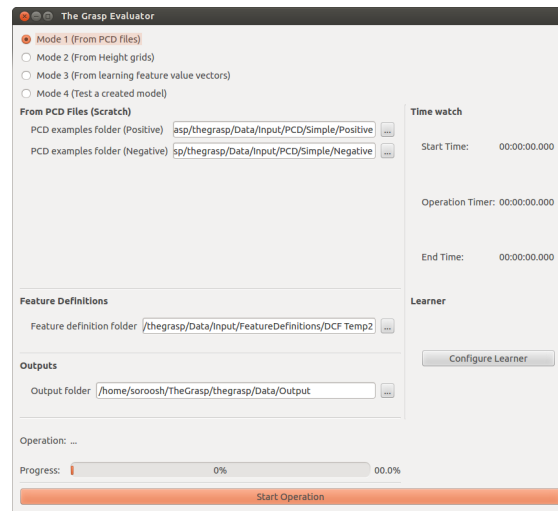 The Grasp Evaluator
Mode 1 (From PCD files)
Mode 2 (From Height grids)
Mode 3 (From learning feature value vectors)
Mode 4 (Test a created model)
From PCD Files (Scratch)
PCD examples folder (Positive) asp/thegrasp/Data/Input/PCD/Simple/Positive ...
PCD examples folder (Negative) sp/thegrasp/Data/Input/PCD/Simple/Negative ...
Time watch
Start Time: 00:00:00.000
Operation Timer: 00:00:00.000
End Time: 00:00:00.000
Feature Definitions
Feature definition folder /thegrasp/Data/Input/FeatureDefinitions/DCF Temp2 ...
Learner
Configure Learner
Outputs
Output folder /home/soroosh/TheGrasp/thegrasp/Data/Output ...
Operation: ...
Progress: 0% 00.0%
Start Operation